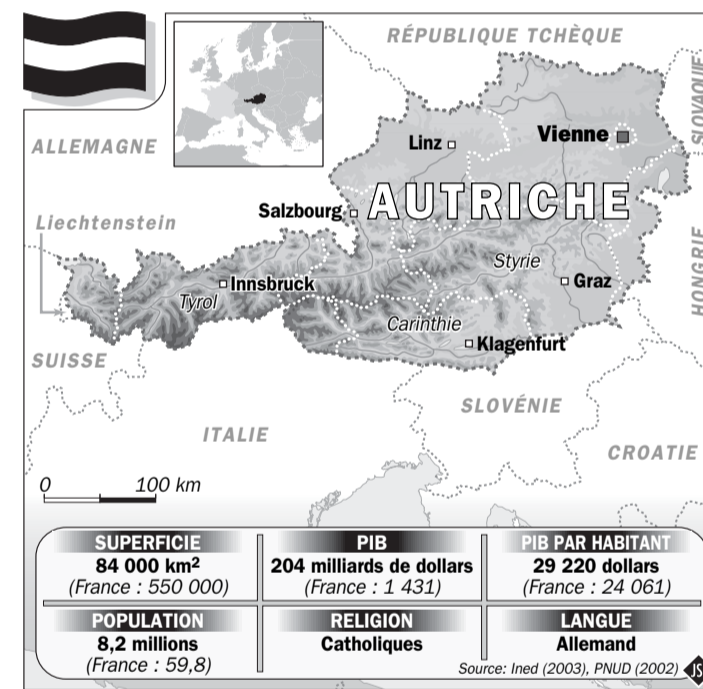 RÉPUBLIQUE TCHÈQUE
SLOVAQUIE
ALLEMAGNE
Linz
Vienne
AUTRICHE
Salzbourg
Liechtenstein
HONGRIE
Styrie
Innsbruck
Graz
Tyrol
Carinthie
Klagenfurt
SUISSE
SLOVÉNIE
ITALIE
CROATIE
0 100 km
SUPERFICIE
84 000 km²
(France : 550 000)
PIB
204 milliards de dollars
(France : 1 431)
PIB PAR HABITANT
29 220 dollars
(France : 24 061)
POPULATION
8,2 millions
(France : 59,8)
RELIGION
Catholiques
LANGUE
Allemand
Source: Ined (2003), PNUD (2002)
JS